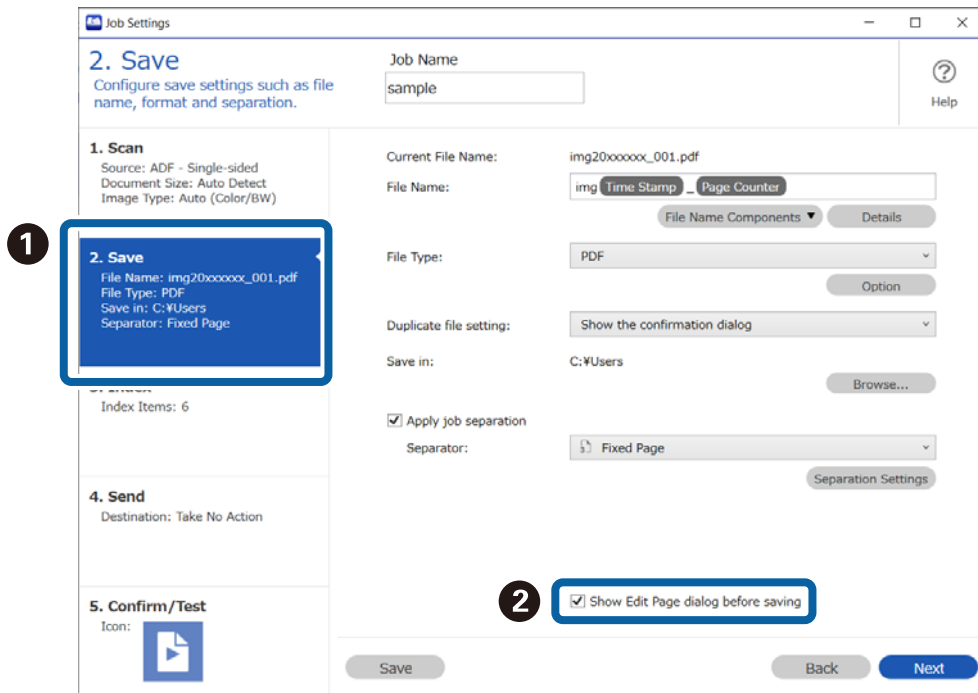 Job Settings
2. Save
Configure save settings such as file
name, format and separation.
Job Name
sample
Help
1. Scan
Source: ADF - Single-sided
Document Size: Auto Detect
Image Type: Auto (Color/BW)
1
2. Save
File Name: img20xxxxxx_001.pdf
File Type: PDF
Save in: C:¥Users
Separator: Fixed Page
3. Index
Index Items: 6
4. Send
Destination: Take No Action
5. Confirm/Test
Icon:
Current File Name: img20xxxxxx_001.pdf
File Name: img Time Stamp _ Page Counter
File Name Components ▼ Details
File Type: PDF
Option
Duplicate file setting: Show the confirmation dialog
Save in: C:¥Users
Browse...
Apply job separation
Separator: Fixed Page
Separation Settings
2 Show Edit Page dialog before saving
Save Back Next